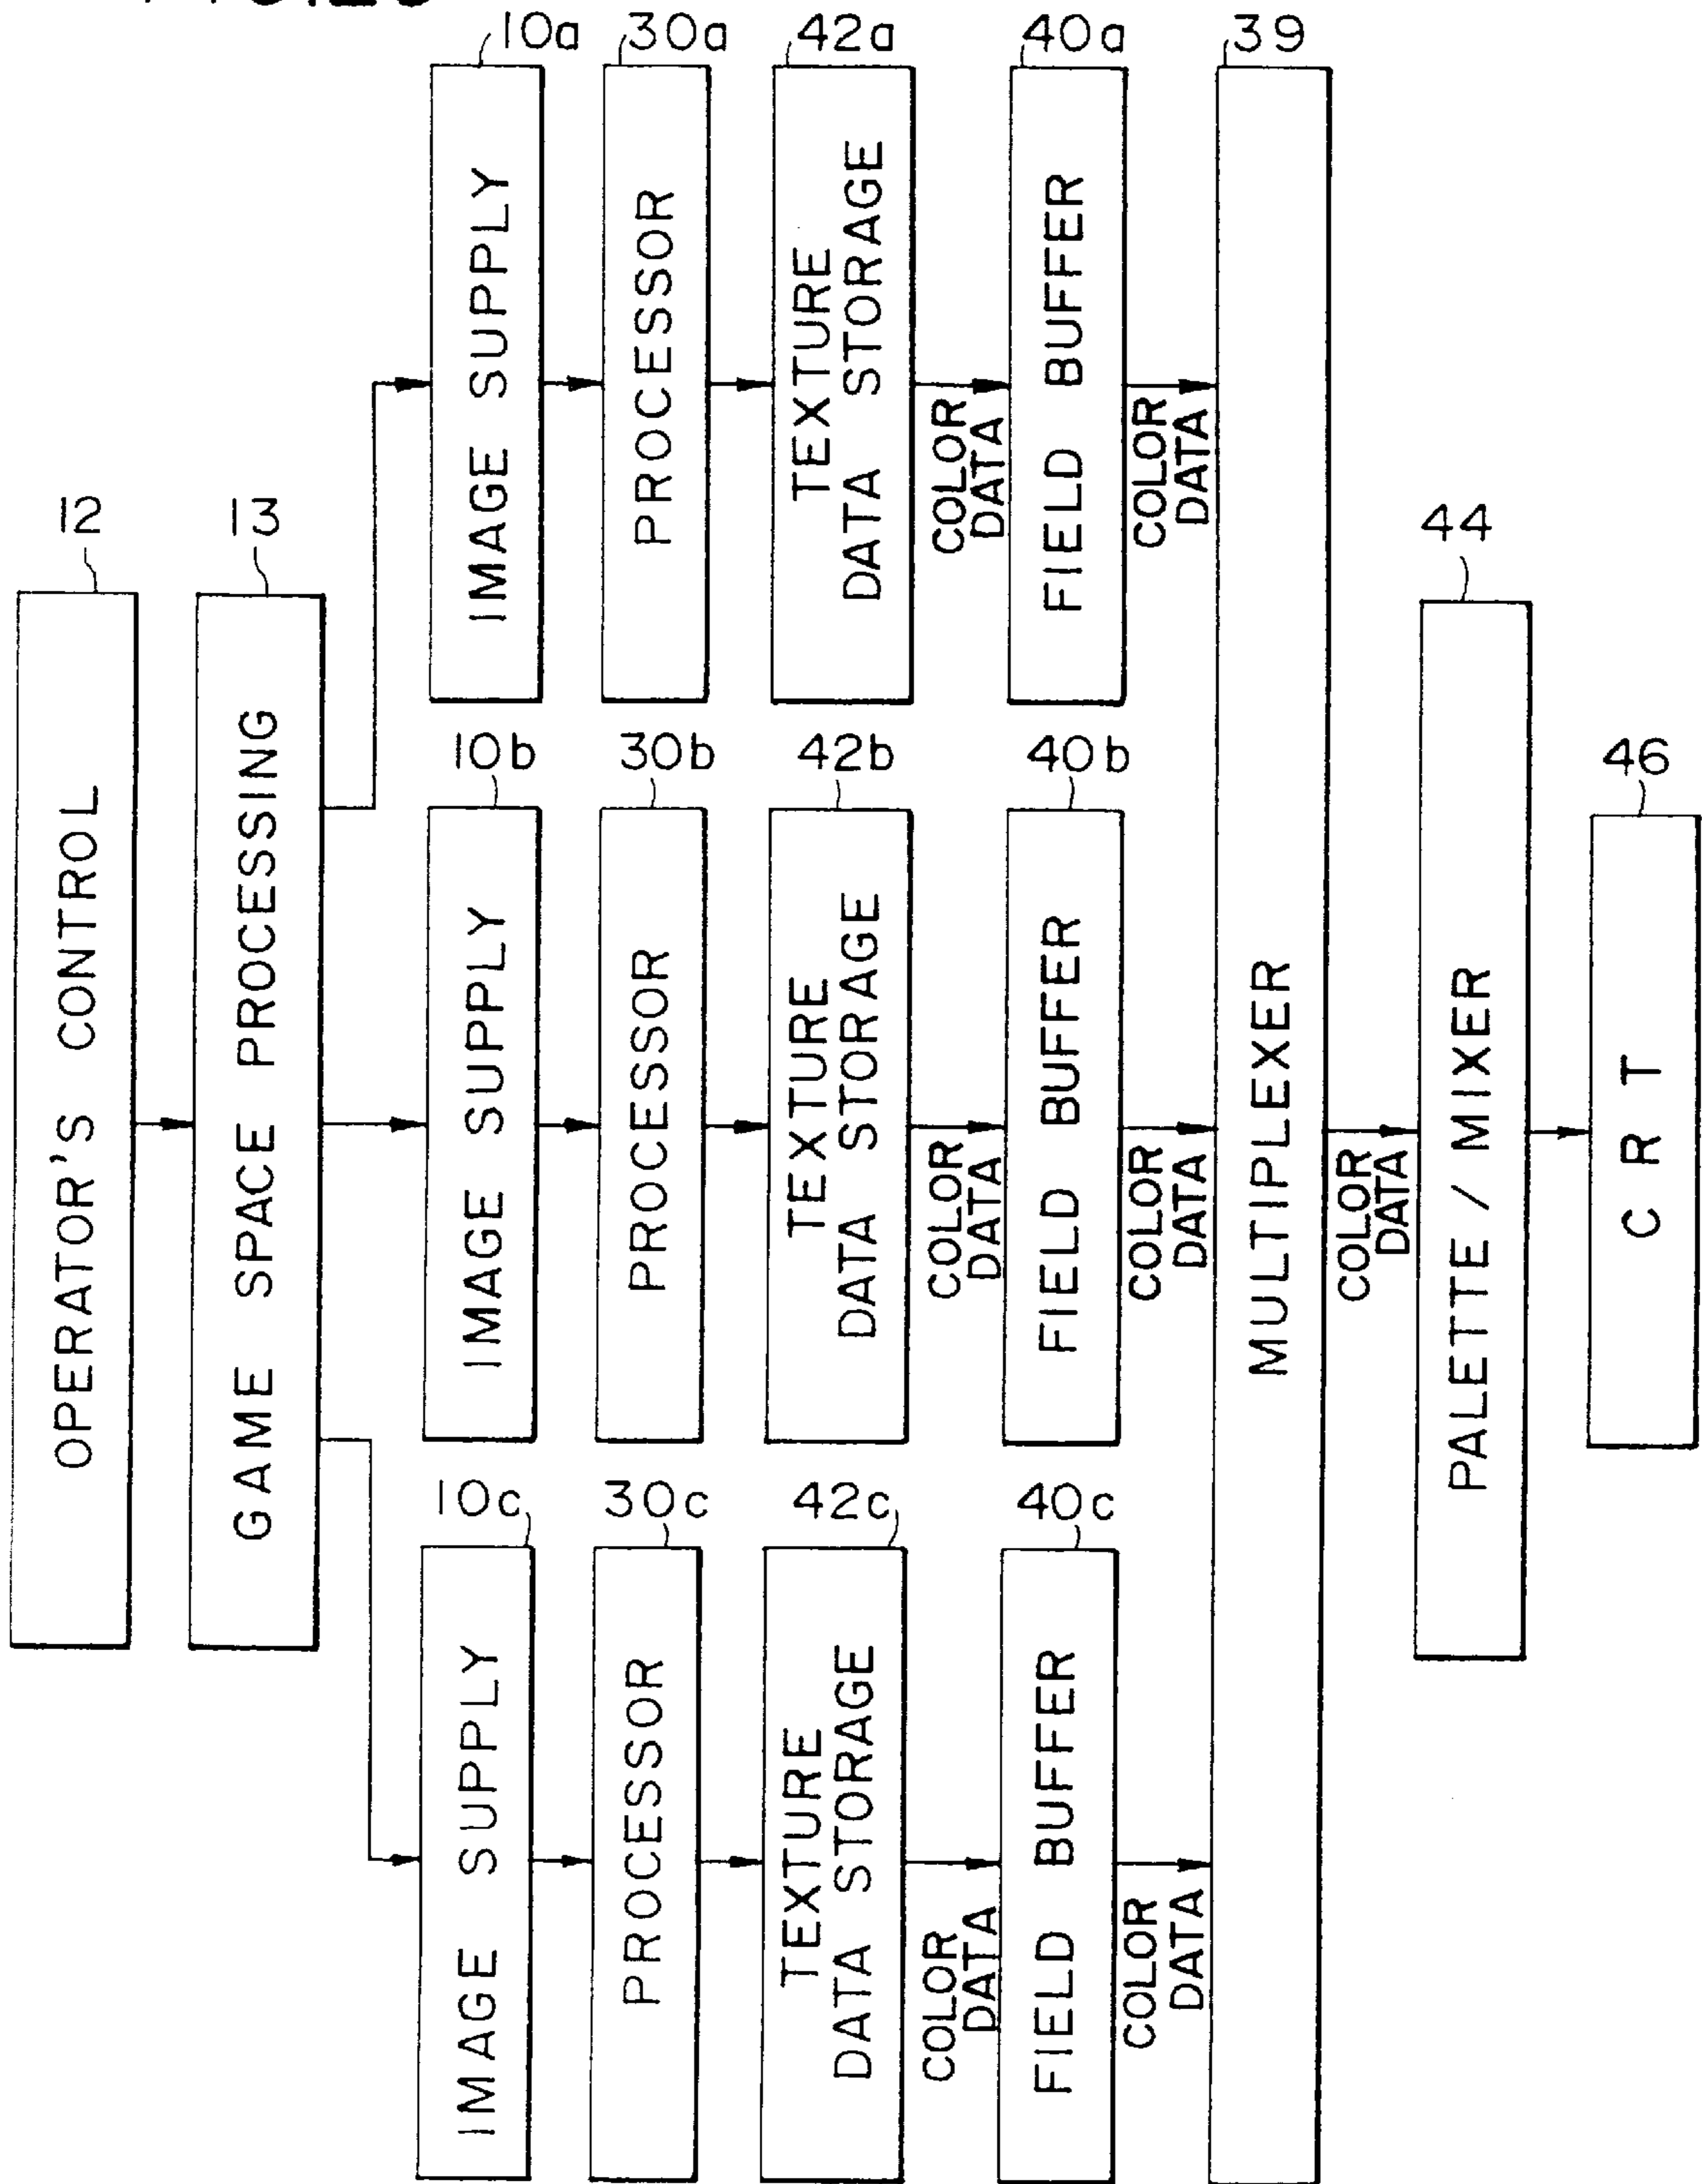 12
OPERATOR'S CONTROL
13
GAME SPACE PROCESSING
10a
IMAGE SUPPLY
30a
PROCESSOR
42a
TEXTURE
DATA STORAGE
COLOR
DATA
40a
FIELD BUFFER
COLOR
DATA
10b
IMAGE SUPPLY
30b
PROCESSOR
42b
TEXTURE
DATA STORAGE
COLOR
DATA
40b
FIELD BUFFER
COLOR
DATA
10c
IMAGE SUPPLY
30c
PROCESSOR
42c
TEXTURE
DATA STORAGE
COLOR
DATA
40c
FIELD BUFFER
COLOR
DATA
39
MULTIPLEXER
COLOR
DATA
44
PALETTE / MIXER
46
CRT